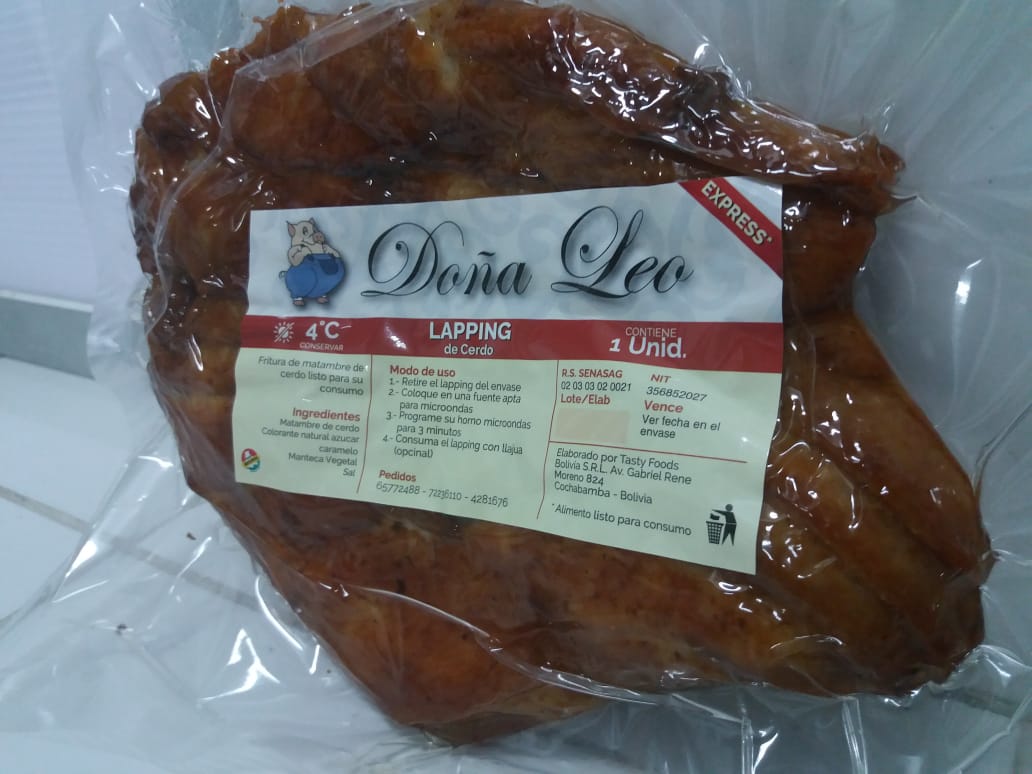 Doña Leo
EXPRESS*
4°C
CONSERVAR
LAPPING
de Cerdo
CONTIENE
1 Unid.
Fritura de matambre de
cerdo listo para su
consumo
Ingredientes
Matambre de cerdo
Colorante natural azucar
caramelo
Manteca Vegetal
Sal
Modo de uso
1.- Retire el lapping del envase
2.- Coloque en una fuente apta
para microondas
3.- Programe su horno microondas
para 3 minutos
4.- Consuma el lapping con llajua
(opcinal)
Pedidos
65772488 - 72236110 - 4281676
R.S. SENASAG
02 03 03 02 0021
Lote/Elab
NIT
356852027
Vence
Ver fecha en el
envase
Elaborado por Tasty Foods
Bolivia S.R.L. Av. Gabriel Rene
Moreno 824
Cochabamba - Bolivia
*Alimento listo para consumo